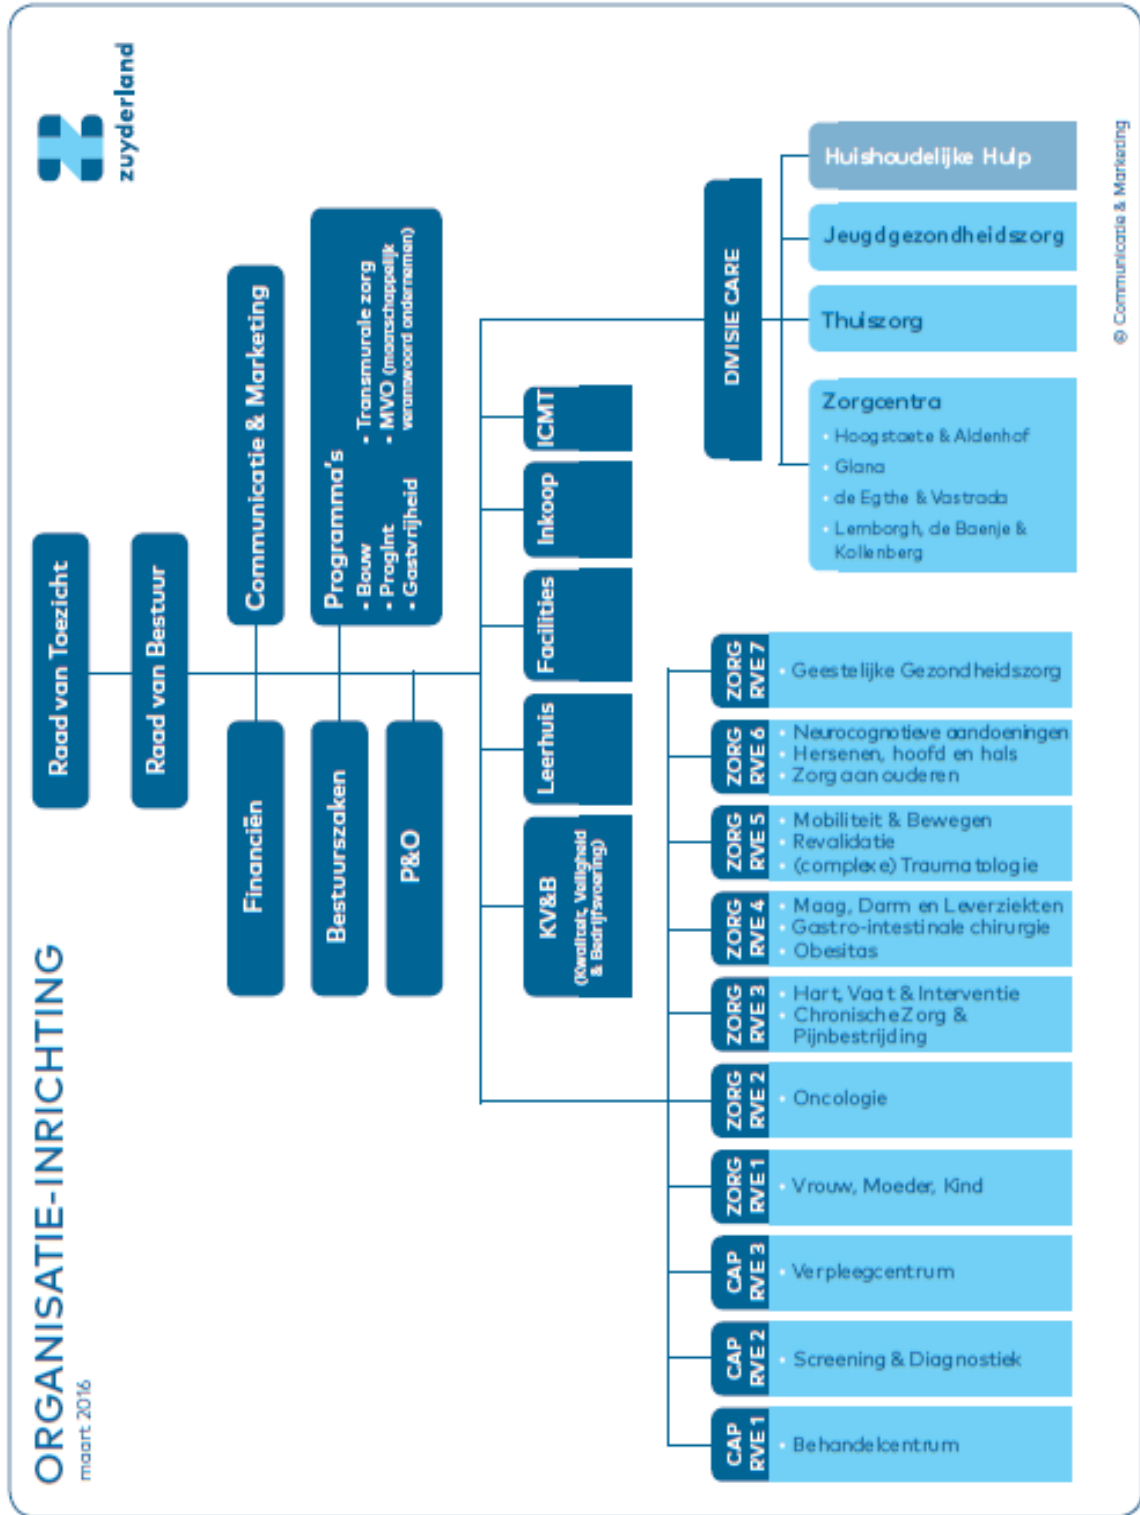 ORGANISATIE-INRICHTING
maart 2016
zuyderland
Raad van Toezicht
Raad van Bestuur
Financiën
Communicatie & Marketing
Bestuurszaken
Programma's
• Bouw
• ProgInt
• Gastvrijheid
• Transmurale zorg
• MVO (maatschappelijk
verantwoord ondernemen)
P&O
KV&B
(Kwaliteit, Veiligheid
& Bedrijfsvoering)
Leerhuis
Facilities
Inkoop
ICMT
CAP
RVE 1
• Behandelcentrum
CAP
RVE 2
• Screening & Diagnostiek
CAP
RVE 3
• Verpleegcentrum
ZORG
RVE 1
• Vrouw, Moeder, Kind
ZORG
RVE 2
• Oncologie
ZORG
RVE 3
• Hart, Vaat & Interventie
• Chronische Zorg &
Pijnbestrijding
ZORG
RVE 4
• Maag, Darm en Leverziekten
• Gastro-intestinale chirurgie
• Obesitas
ZORG
RVE 5
• Mobiliteit & Bewegen
• Revalidatie
• (complexe) Traumatologie
ZORG
RVE 6
• Neurocognotieve aandoeningen
• Hersenen, hoofd en hals
• Zorg aan ouderen
ZORG
RVE 7
• Geestelijke Gezondheidszorg
DIVISIE CARE
Zorgcentra
• Hoogstaete & Aldenhof
• Glana
• de Egthe & Vastrada
• Lemborgh, de Baenje &
Kollenberg
Thuiszorg
Jeugdgezondheidszorg
Huishoudelijke Hulp
© Communicatie & Marketing